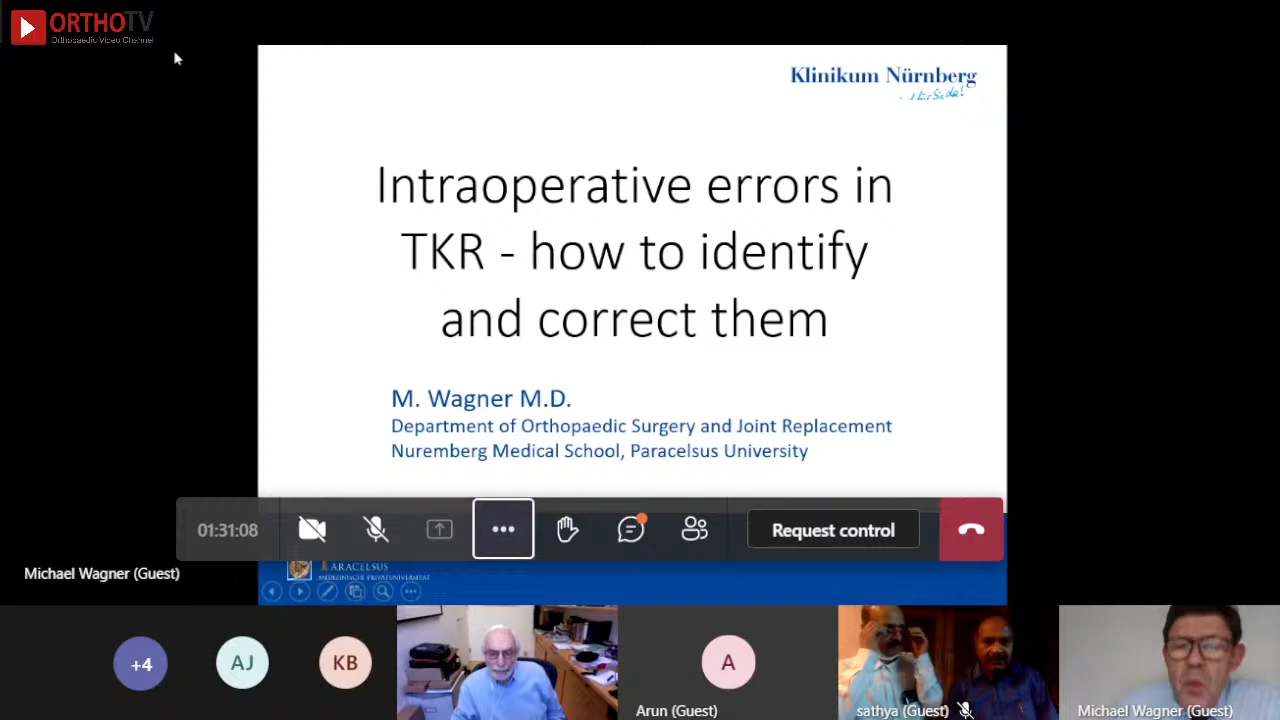 ORTHOTV
Orthopaedic Video Channel
Klinikum Nürnberg
Intraoperative errors in
TKR - how to identify
and correct them
M. Wagner M.D.
Department of Orthopaedic Surgery and Joint Replacement
Nuremberg Medical School, Paracelsus University
01:31:08
Request control
PARACELSUS
MEDIZINISCHE PRIVATUNIVERSITÄT
Michael Wagner (Guest)
+4
AJ
KB
A
Arun (Guest)
sathya (Guest)
Michael Wagner (Guest)